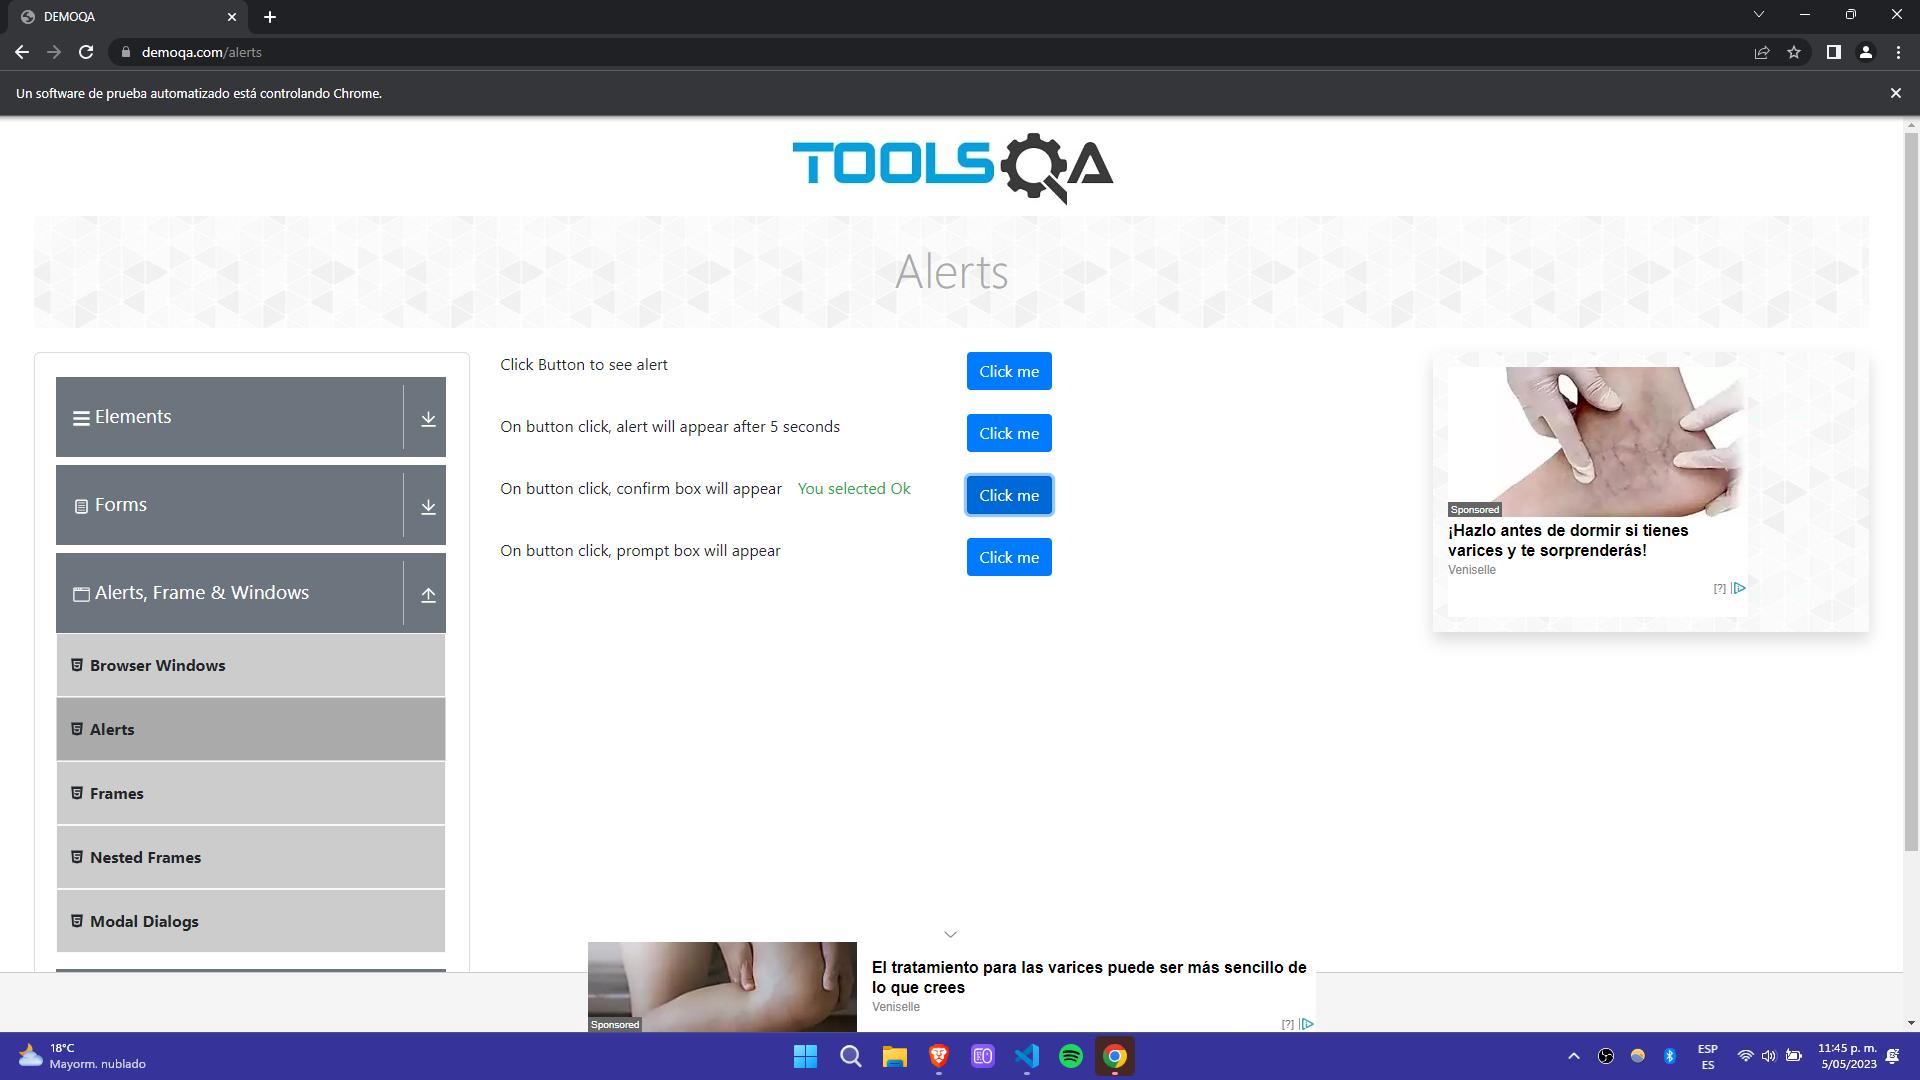 DEMOQA
demoqa.com/alerts
Un software de prueba automatizado está controlando Chrome.
TOOLSQA
Alerts
Elements
Forms
Alerts, Frame & Windows
Browser Windows
Alerts
Frames
Nested Frames
Modal Dialogs
Click Button to see alert
Click me
On button click, alert will appear after 5 seconds
Click me
On button click, confirm box will appear You selected Ok
Click me
On button click, prompt box will appear
Click me
Sponsored
¡Hazlo antes de dormir si tienes
varices y te sorprenderás!
Veniselle
[?]
Sponsored
El tratamiento para las varices puede ser más sencillo de
lo que crees
Veniselle
[?]
18°C
Mayorm. nublado
ESP
ES
11:45 p. m.
5/05/2023